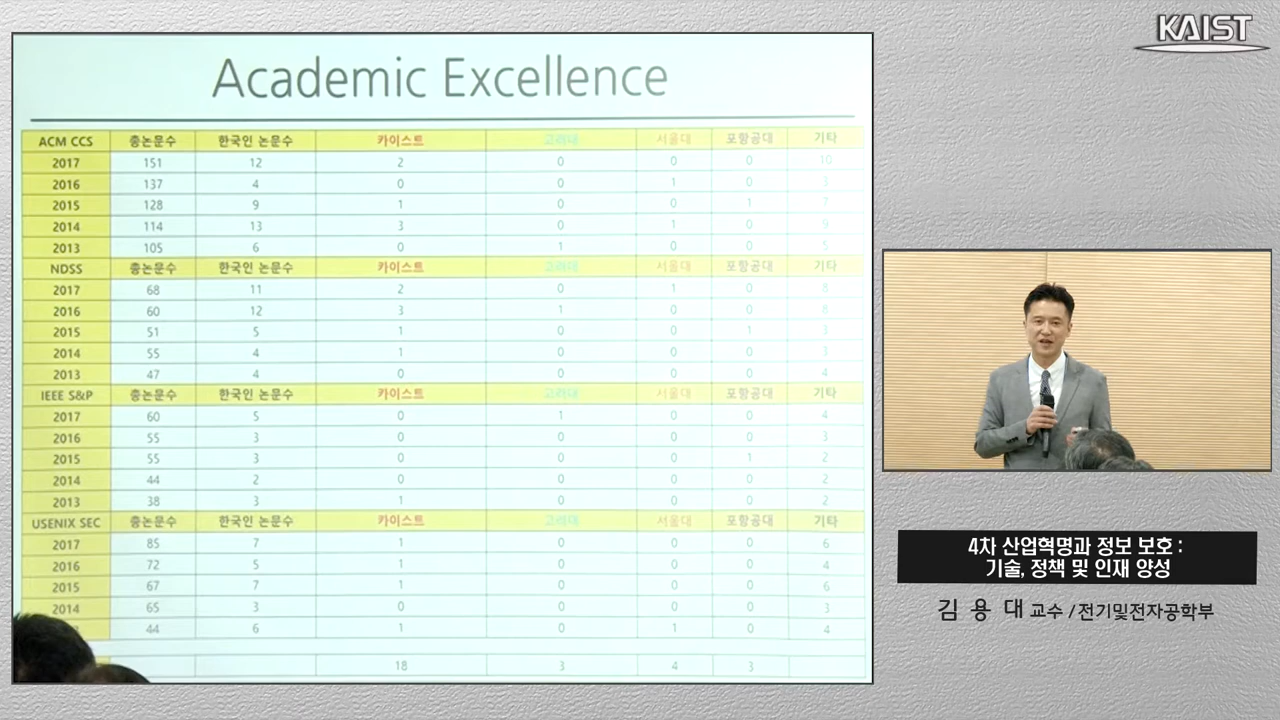 KAIST
Academic Excellence
ACM CCS 총논문수 한국인 논문수 카이스트 고려대 서울대 포항공대 기타
2017 151 12 2 0 0 0 10
2016 137 4 0 0 1 0 3
2015 128 9 1 0 0 1 7
2014 114 13 3 0 1 0 9
2013 105 6 0 1 0 0 5
NDSS 총논문수 한국인 논문수 카이스트 고려대 서울대 포항공대 기타
2017 68 11 2 0 1 0 8
2016 60 12 3 1 0 0 8
2015 51 5 1 0 0 1 3
2014 55 4 1 0 0 0 3
2013 47 4 0 0 0 0 4
IEEE S&P 총논문수 한국인 논문수 카이스트 고려대 서울대 포항공대 기타
2017 60 5 0 1 0 0 4
2016 55 3 0 0 0 0 3
2015 55 3 0 0 0 1 2
2014 44 2 0 0 0 0 2
2013 38 3 1 0 0 0 2
USENIX SEC 총논문수 한국인 논문수 카이스트 고려대 서울대 포항공대 기타
2017 85 7 1 0 0 0 6
2016 72 5 1 0 0 0 4
2015 67 7 1 0 0 0 6
2014 65 3 0 0 0 0 3
44 6 1 0 1 0 4
18 3 4 3
4차 산업혁명과 정보 보호 :
기술, 정책 및 인재 양성
김 용 대 교수 / 전기및전자공학부